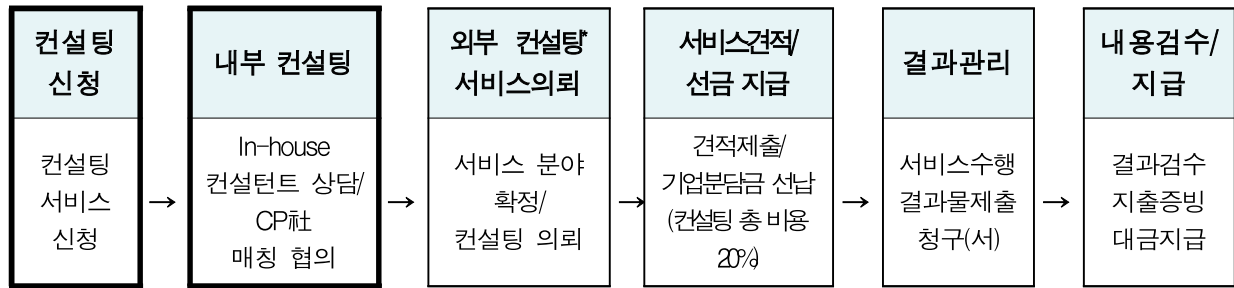 컨설팅
신청
컨설팅
서비스
신청
→
내부 컨설팅
In-house
컨설턴트 상담/
CP社
매칭 협의
→
외부 컨설팅*
서비스의뢰
서비스 분야
확정/
컨설팅 의뢰
→
서비스견적/
선금 지급
견적제출/
기업분담금 선납
(컨설팅 총 비용
20%)
→
결과관리
서비스수행
결과물제출
청구(서)
→
내용검수/
지급
결과검수
지출증빙
대금지급